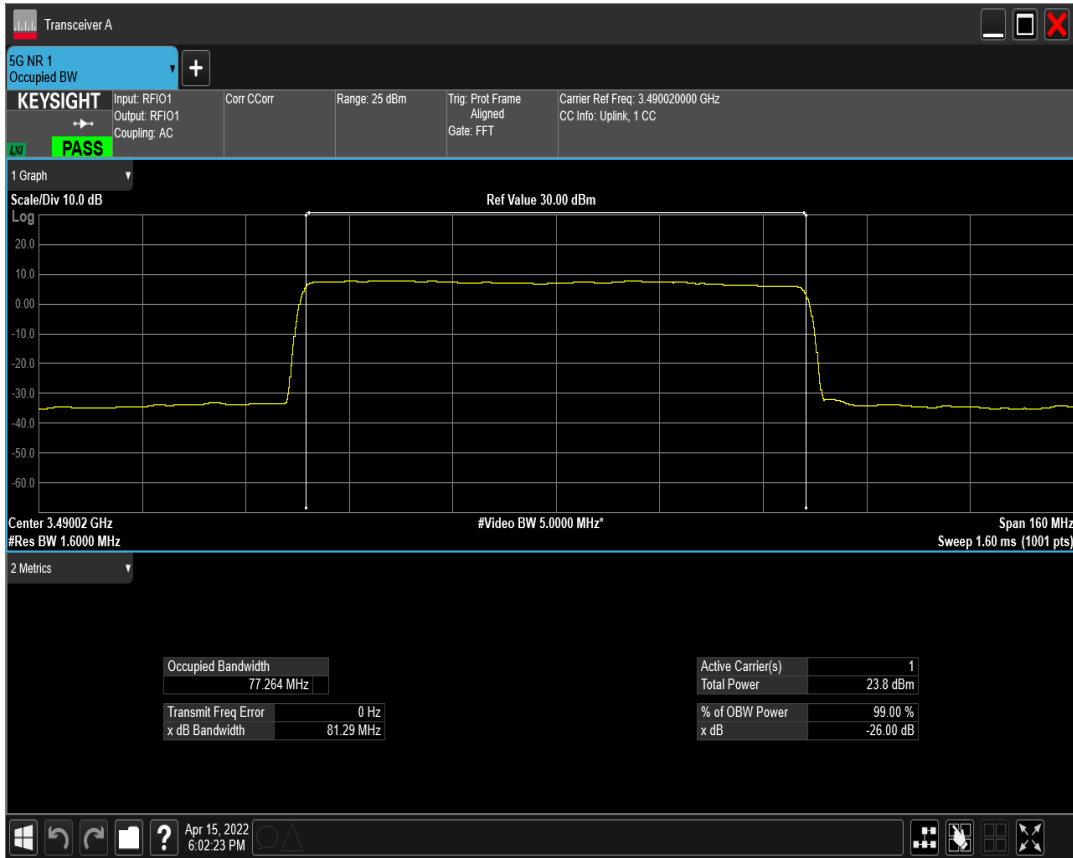 Transceiver A
5G NR 1
Occupied BW
+
KEYSIGHT
LXI
PASS
Input: RFIO1
Output: RFIO1
Coupling: AC
Corr CCorr
Range: 25 dBm
Trig: Prot Frame
Aligned
Gate: FFT
Carrier Ref Freq: 3.490020000 GHz
CC Info: Uplink, 1 CC
1 Graph
Scale/Div 10.0 dB
Ref Value 30.00 dBm
Log
20.0
10.0
0.00
-10.0
-20.0
-30.0
-40.0
-50.0
-60.0
Center 3.49002 GHz
#Video BW 5.0000 MHz*
Span 160 MHz
#Res BW 1.6000 MHz
Sweep 1.60 ms (1001 pts)
2 Metrics
Occupied Bandwidth
77.264 MHz
Transmit Freq Error 0 Hz
x dB Bandwidth 81.29 MHz
Active Carrier(s) 1
Total Power 23.8 dBm
% of OBW Power 99.00 %
x dB -26.00 dB
?
Apr 15, 2022
6:02:23 PM